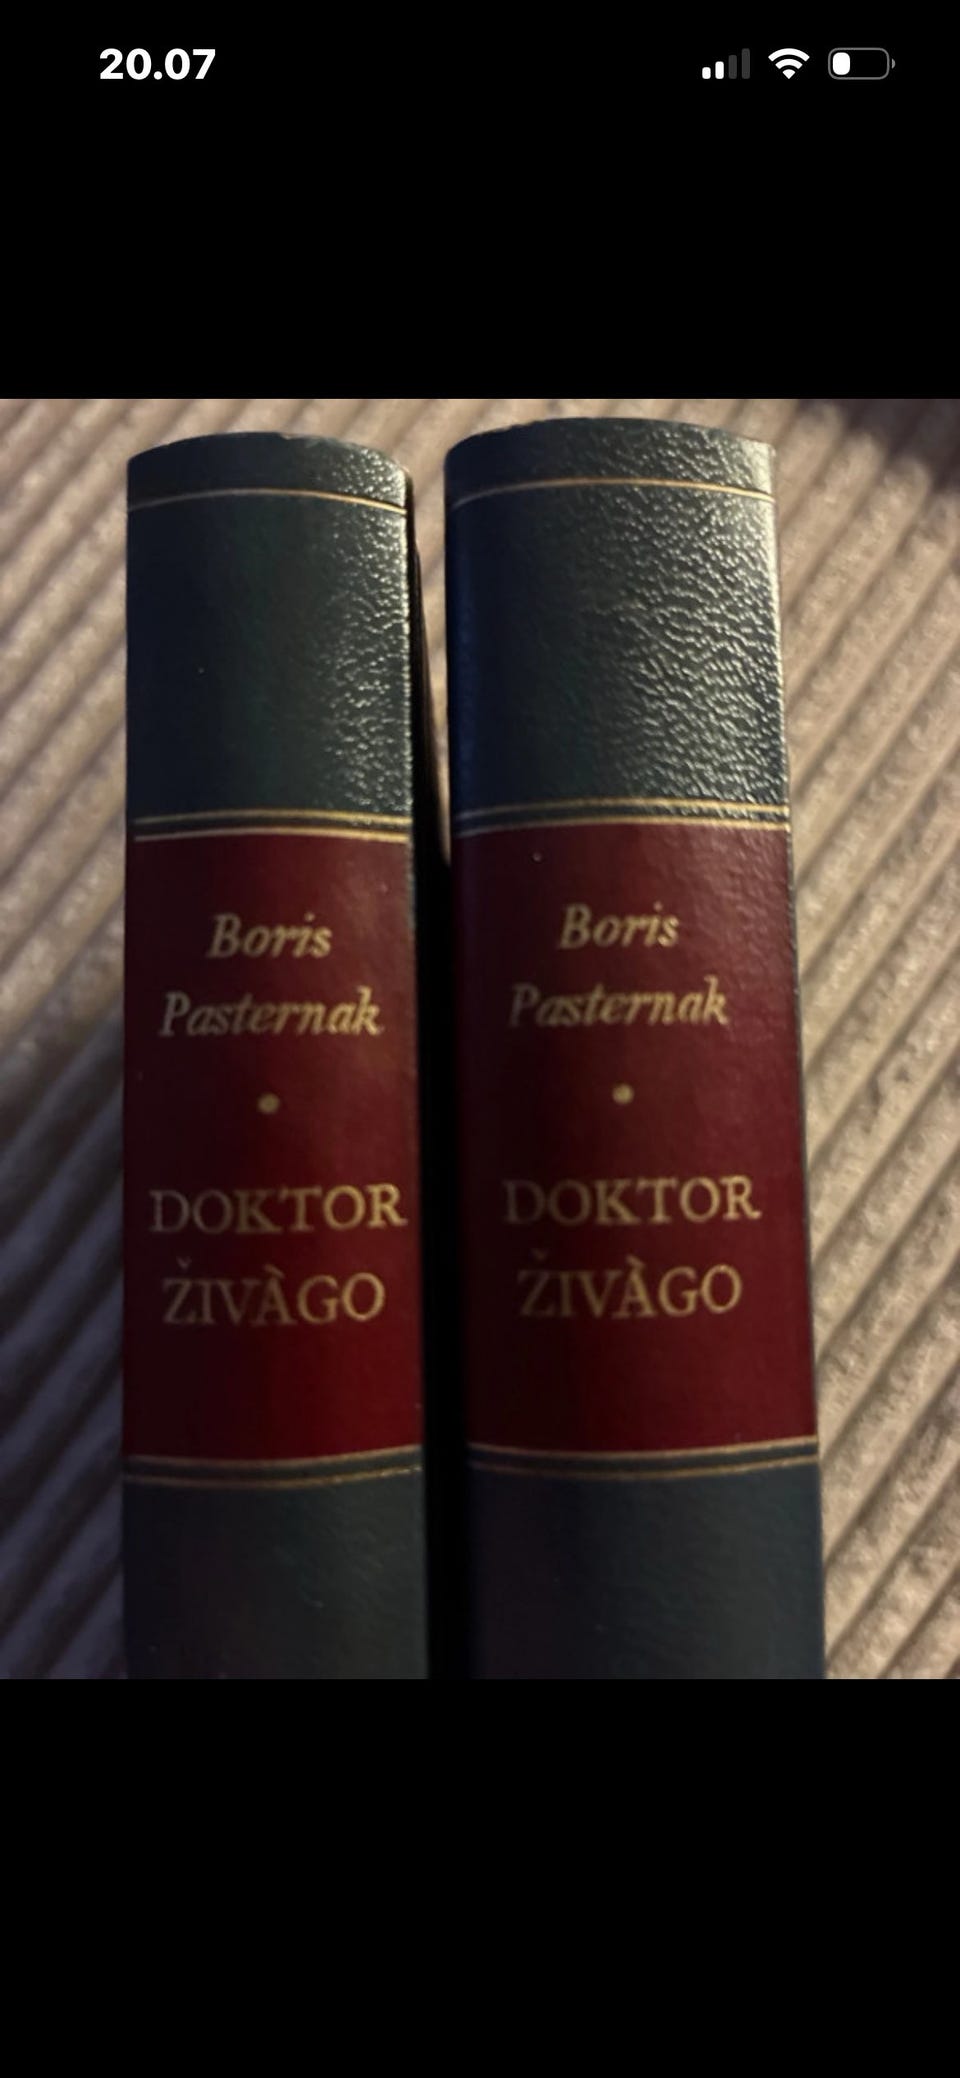 20.07
Boris
Pasternak
•
DOKTOR
ŽIVÀGO
Boris
Pasternak
•
DOKTOR
ŽIVÀGO